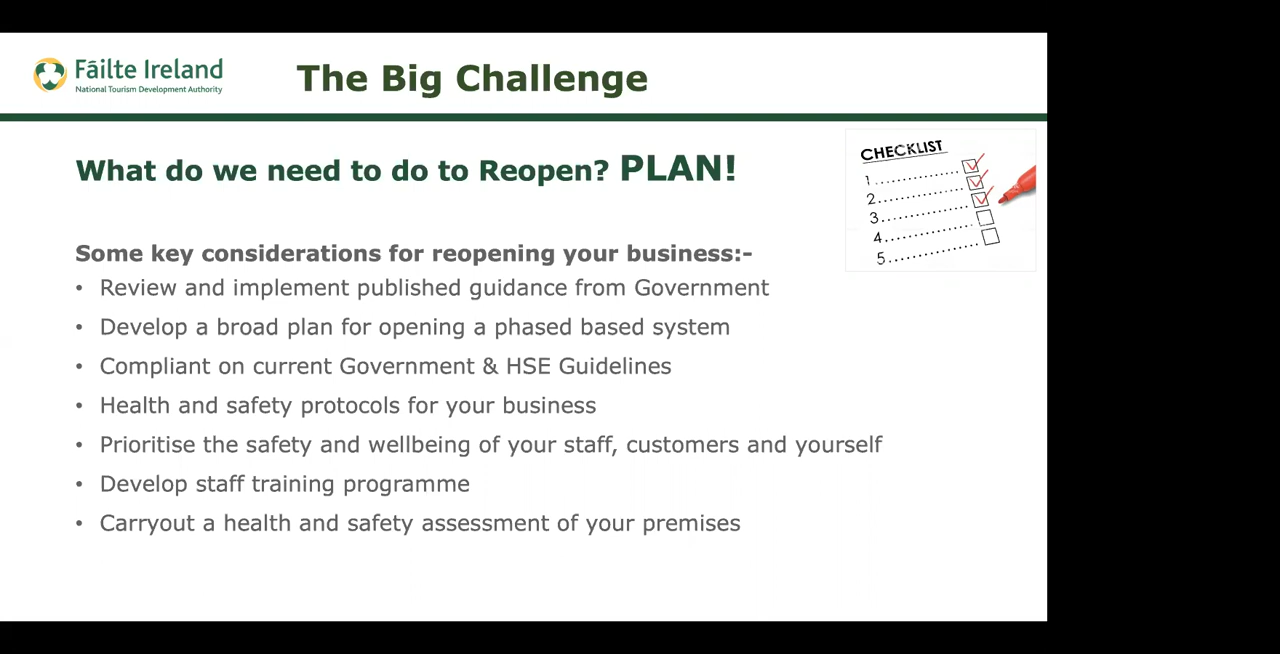 Fáilte Ireland
National Tourism Development Authority
The Big Challenge
What do we need to do to Reopen? PLAN!
CHECKLIST
1
2
3
4
5
Some key considerations for reopening your business:-
• Review and implement published guidance from Government
• Develop a broad plan for opening a phased based system
• Compliant on current Government & HSE Guidelines
• Health and safety protocols for your business
• Prioritise the safety and wellbeing of your staff, customers and yourself
• Develop staff training programme
• Carryout a health and safety assessment of your premises